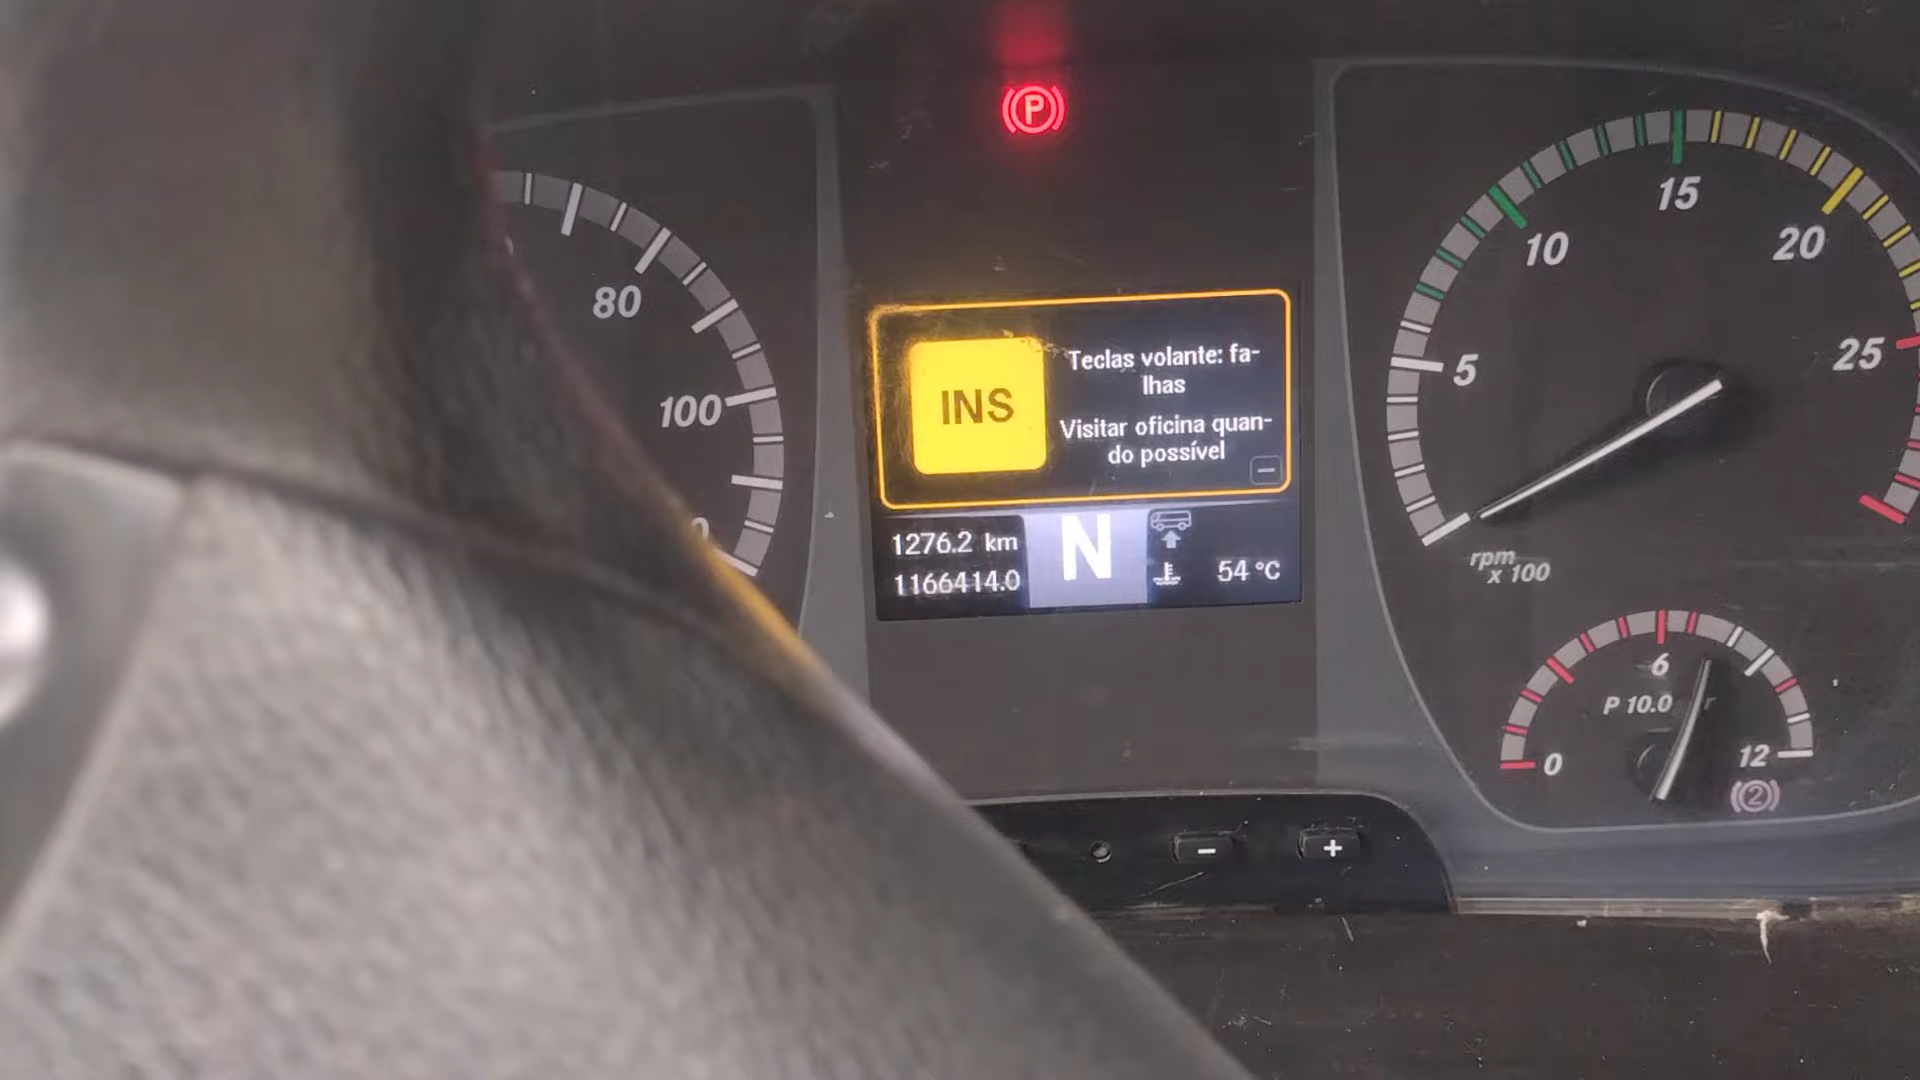 P
80
100
INS
Teclas volante: fa-
lhas
Visitar oficina quan-
do possível
1276.2 km
1166414.0
N
54 °C
5
10
15
20
25
rpm
x 100
0
6
12
P 10.0
2
-
+